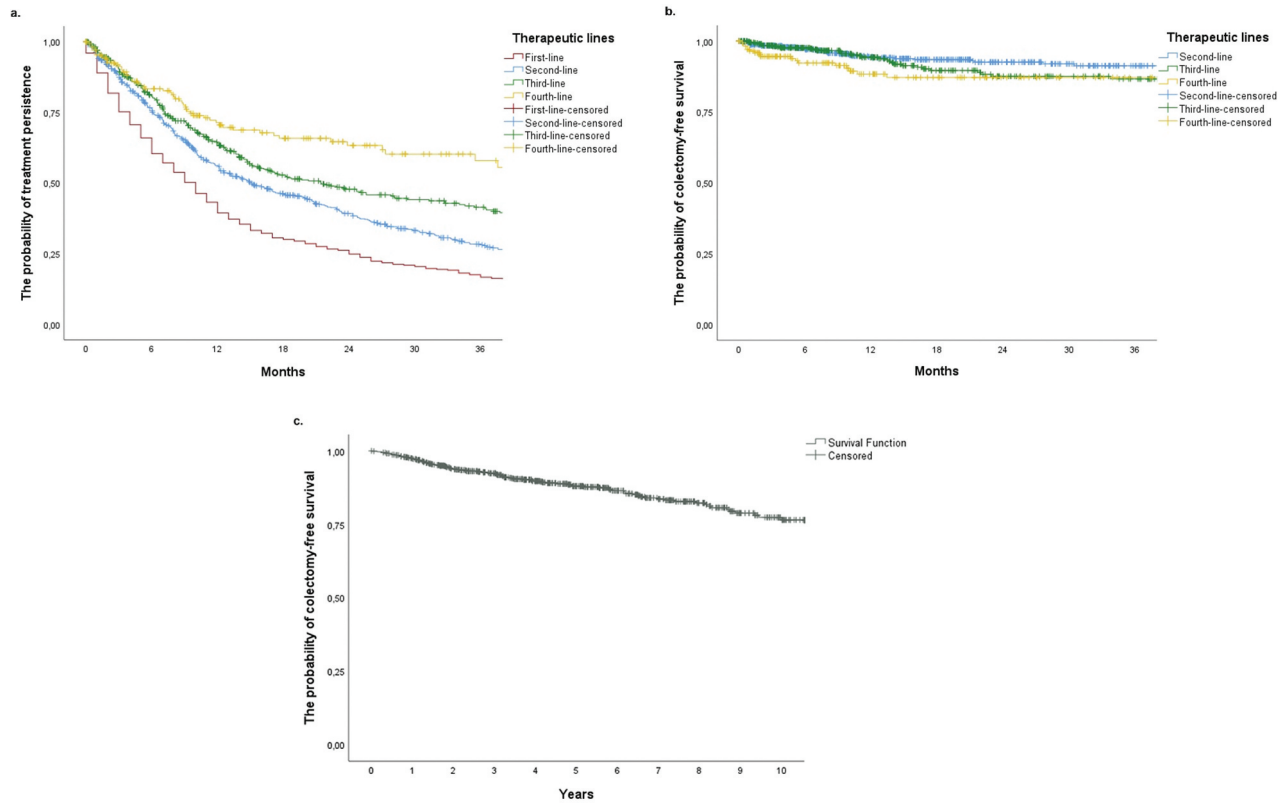 a.
The probability of treatment persistence
1,00
0,75
0,50
0,25
0,00
0
6
12
18
24
30
36
Months
Therapeutic lines
First-line
Second-line
Third-line
Fourth-line
First-line-censored
Second-line-censored
Third-line-censored
Fourth-line-censored
b.
The probability of colectomy-free survival
1,00
0,75
0,50
0,25
0,00
0
6
12
18
24
30
36
Months
Therapeutic lines
Second-line
Third-line
Fourth-line
Second-line-censored
Third-line-censored
Fourth-line-censored
c.
The probability of colectomy-free survival
1,00
0,75
0,50
0,25
0,00
0
1
2
3
4
5
6
7
8
9
10
Years
Survival Function
Censored